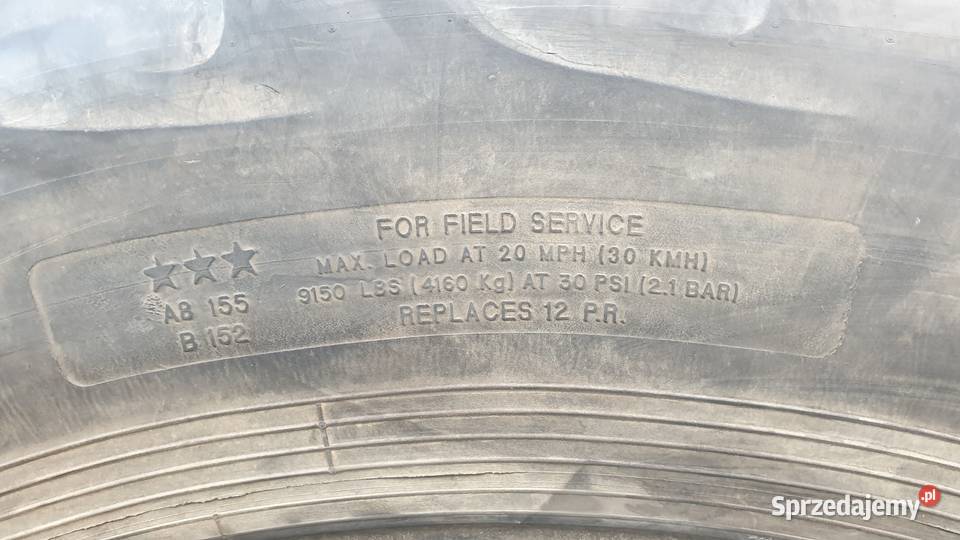 FOR FIELD SERVICE
MAX. LOAD AT 20 MPH (30 KMH)
9150 LBS (4160 Kg) AT 30 PSI (2.1 BAR)
REPLACES 12 P.R.
A8 155
B 152
Sprzedajemy.pl